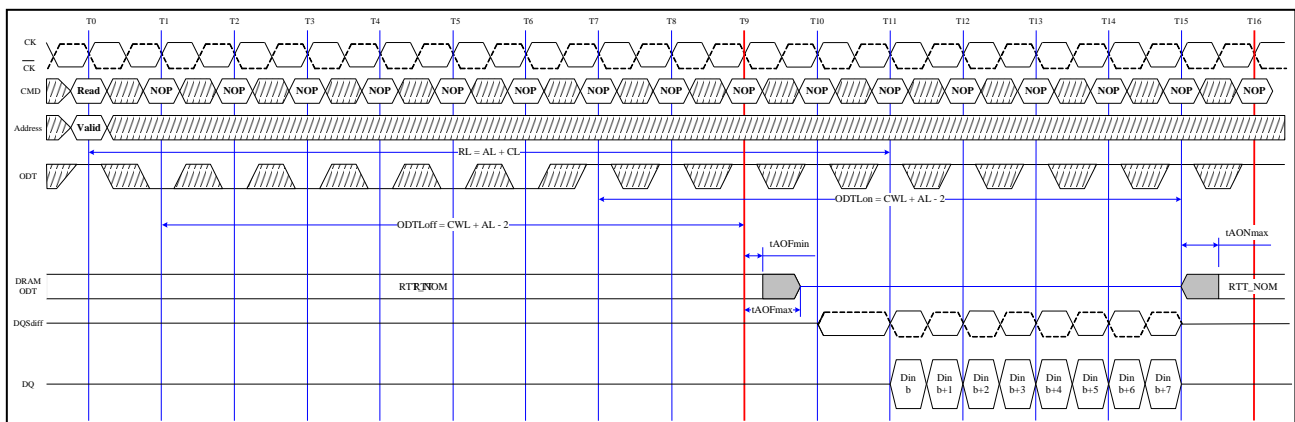 T0 T1 T2 T3 T4 T5 T6 T7 T8 T9 T10 T11 T12 T13 T14 T15 T16
CK
CK
CMD Read NOP NOP NOP NOP NOP NOP NOP NOP NOP NOP NOP NOP NOP NOP NOP NOP
Address Valid
RL = AL + CL
ODT
ODTLon = CWL + AL - 2
ODTLoff = CWL + AL - 2
tAOFmin
tAONmax
DRAM
ODT
RTT_NOM
RTT_NOM
tAOFmax
DQSdiff
DQ
Din
b
Din
b+1
Din
b+2
Din
b+3
Din
b+4
Din
b+5
Din
b+6
Din
b+7